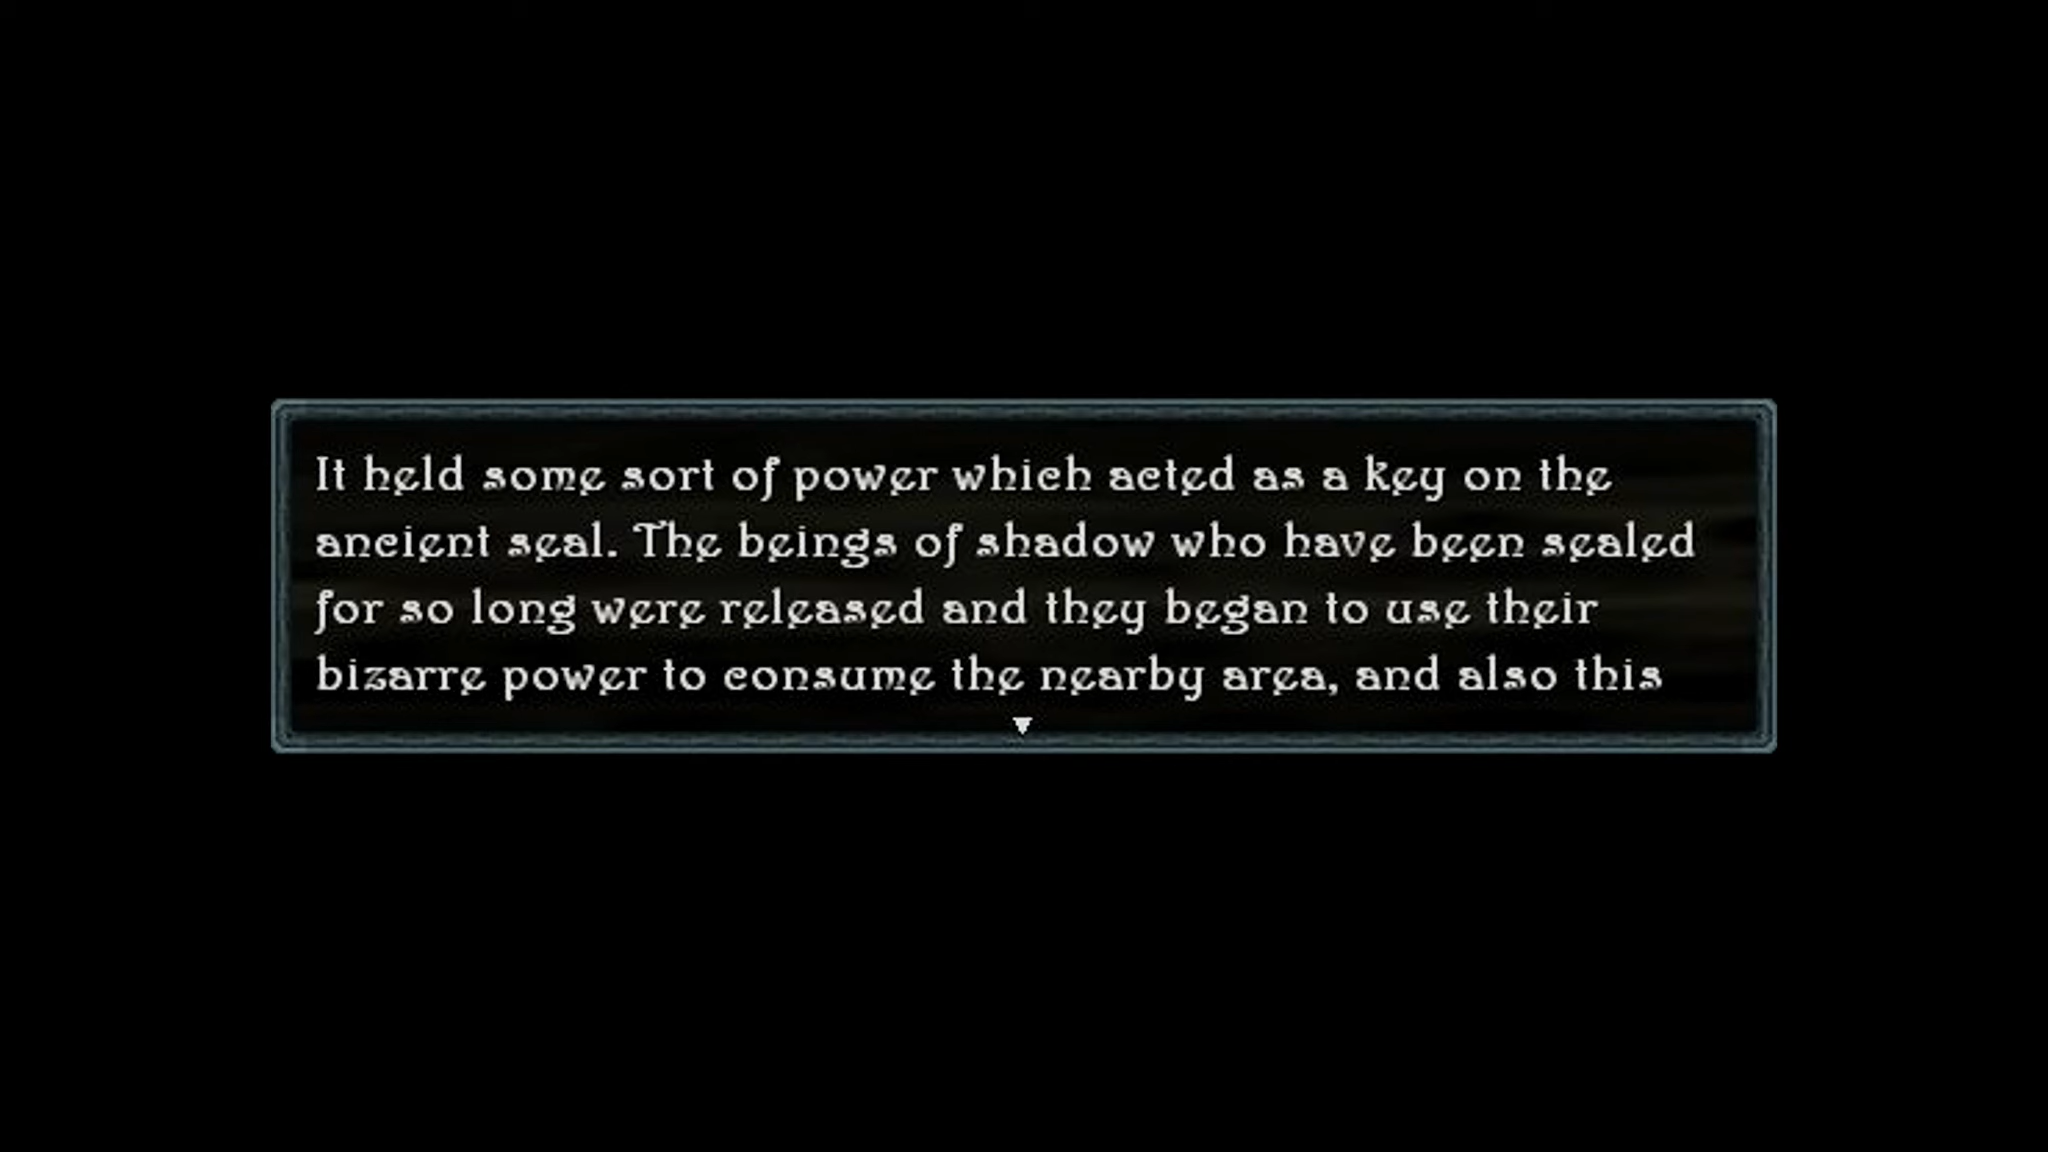 It held some sort of power which acted as a key on the
ancient seal. The beings of shadow who have been sealed
for so long were released and they began to use their
bizarre power to consume the nearby area, and also this